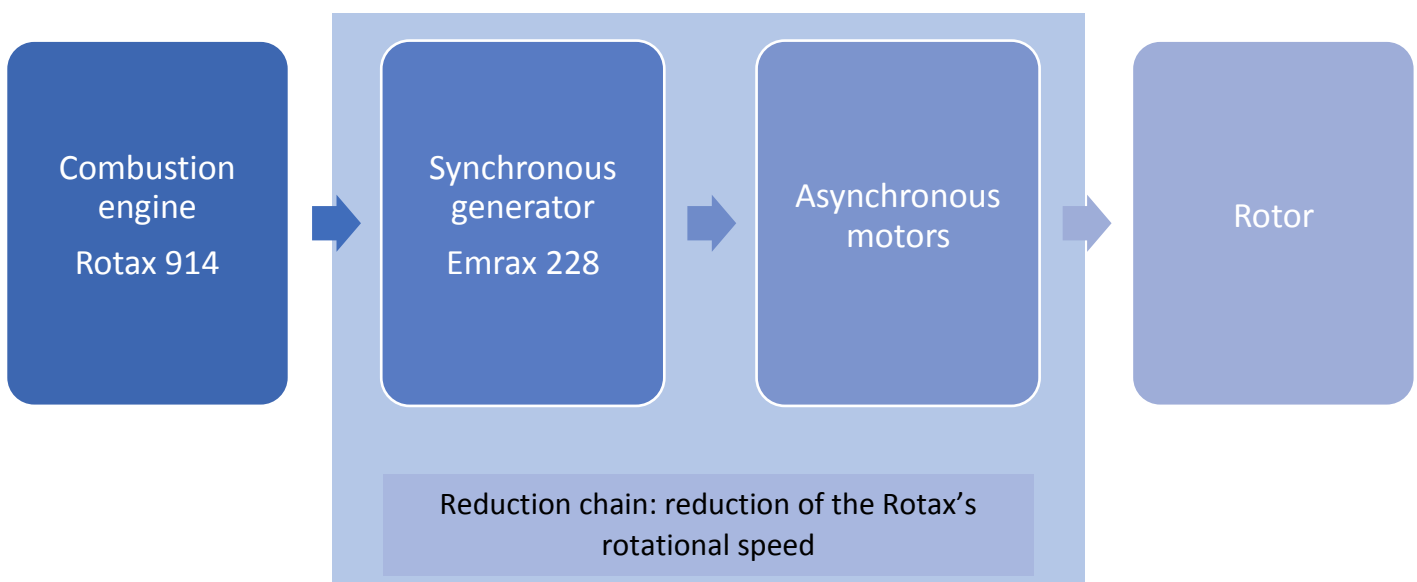 Combustion
engine
Rotax 914
Synchronous
generator
Emrax 228
Asynchronous
motors
Rotor
Reduction chain: reduction of the Rotax’s
rotational speed